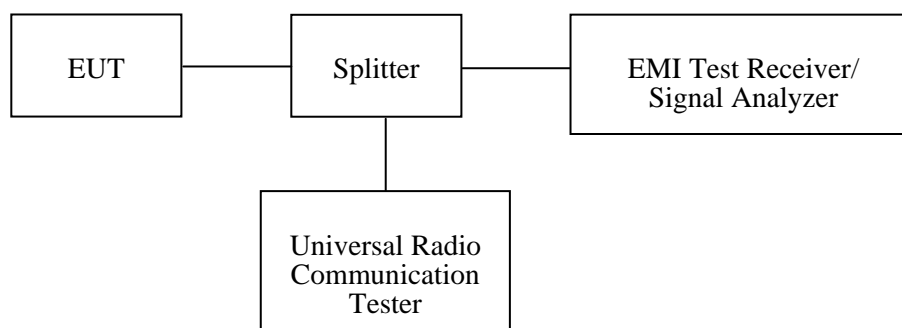 EUT
Splitter
EMI Test Receiver/
Signal Analyzer
Universal Radio
Communication
Tester